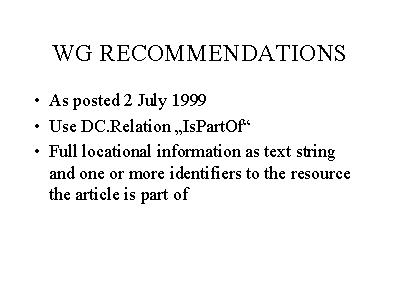 WG RECOMMENDATIONS
• As posted 2 July 1999
• Use DC.Relation „IsPartOf“
• Full locational information as text string
and one or more identifiers to the resource
the article is part of